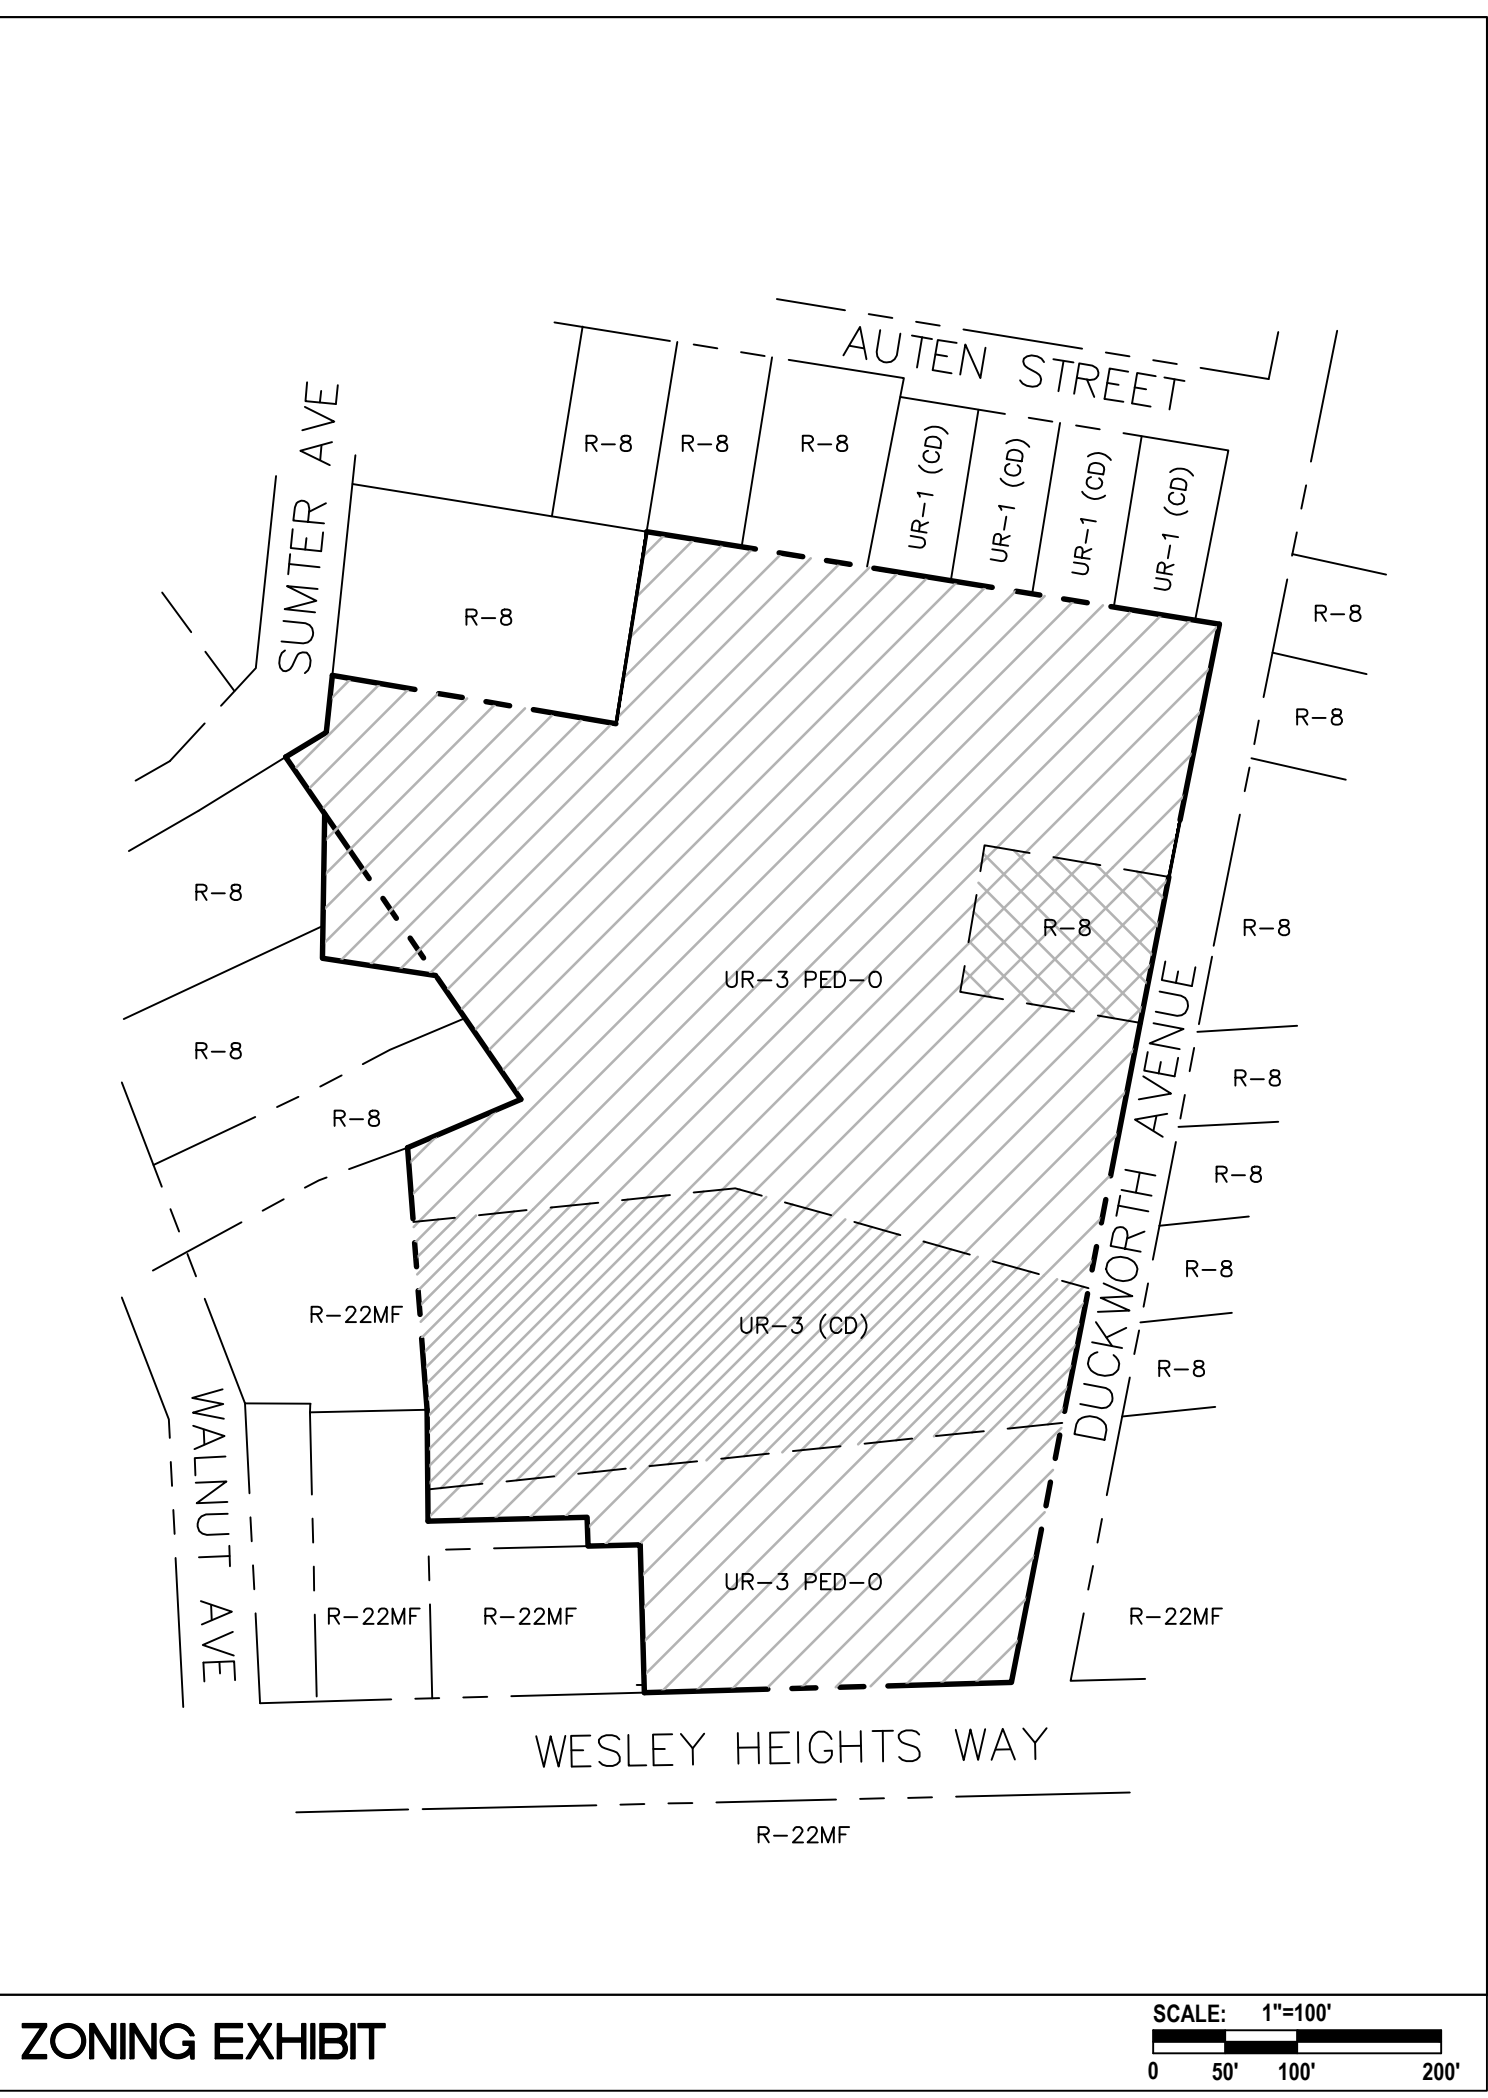 AUTEN STREET
SUMTER AVE
R-8
R-8
R-8
UR-1 (CD)
UR-1 (CD)
UR-1 (CD)
UR-1 (CD)
R-8
R-8
R-8
R-8
R-8
R-8
UR-3 PED-O
DUCKWORTH AVENUE
R-8
R-8
R-8
R-8
R-8
R-8
R-22MF
UR-3 (CD)
WALNUT AVE
UR-3 PED-O
R-22MF
R-22MF
R-22MF
WESLEY HEIGHTS WAY
R-22MF
ZONING EXHIBIT
SCALE: 1"=100'
0 50' 100' 200'